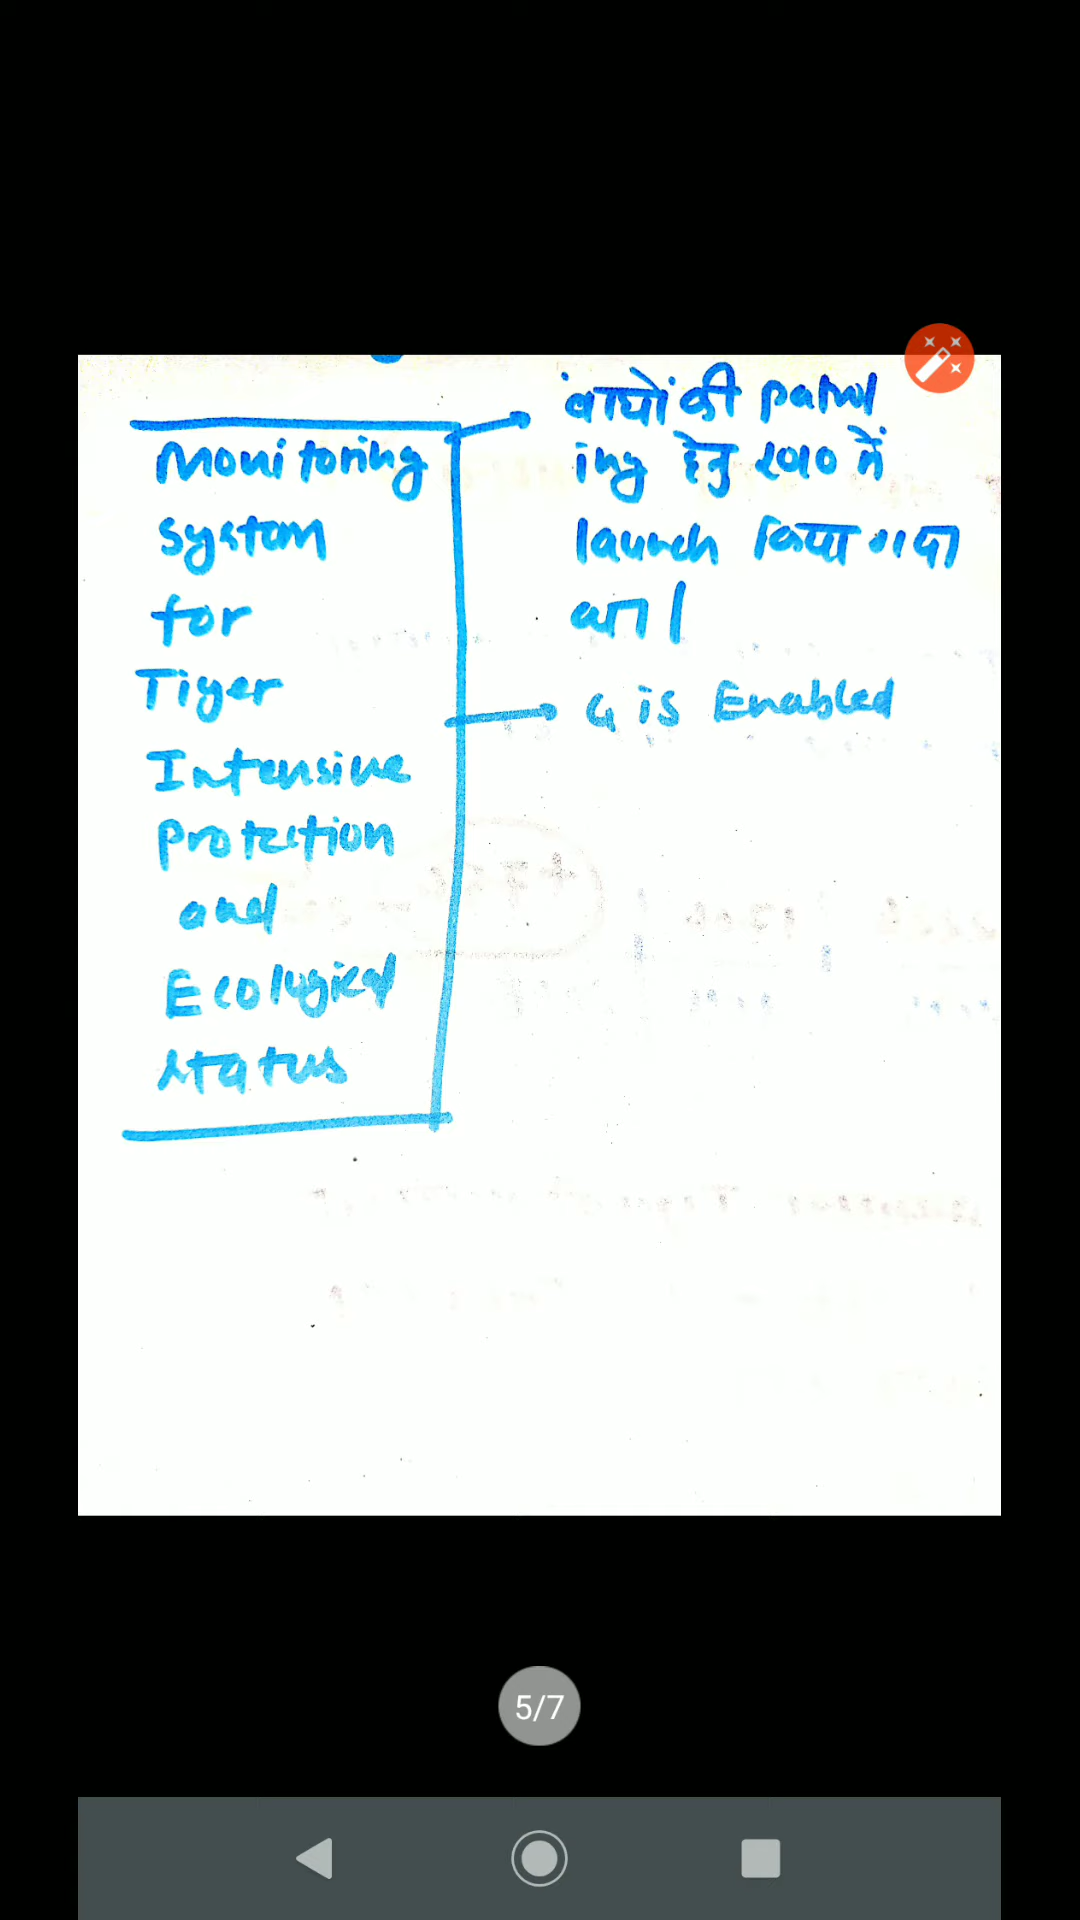 Monitoring
System
for
Tiger
Intensive
Protection
and
Ecological
Status
बाघों की patrol
ing हेतु 2010 में
launch किया गया
था।
G is Enabled
5/7